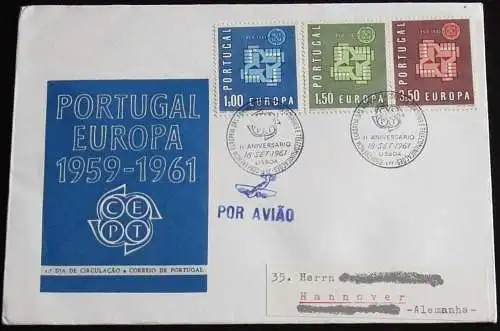 PORTUGAL
EUROPA
1959-1961
CEPT
1.º DIA DE CIRCULAÇÃO CORREIO DE PORTUGAL
PORTUGAL
1.00 EUROPA
PORTUGAL
1.50 EUROPA
PORTUGAL
3.50 EUROPA
II ANIVERSARIO
18-SET-1961
LISBOA
II ANIVERSARIO
18-SET-1961
LISBOA
POR AVIÃO
35. Herrn
Hannover
-Alemanha-